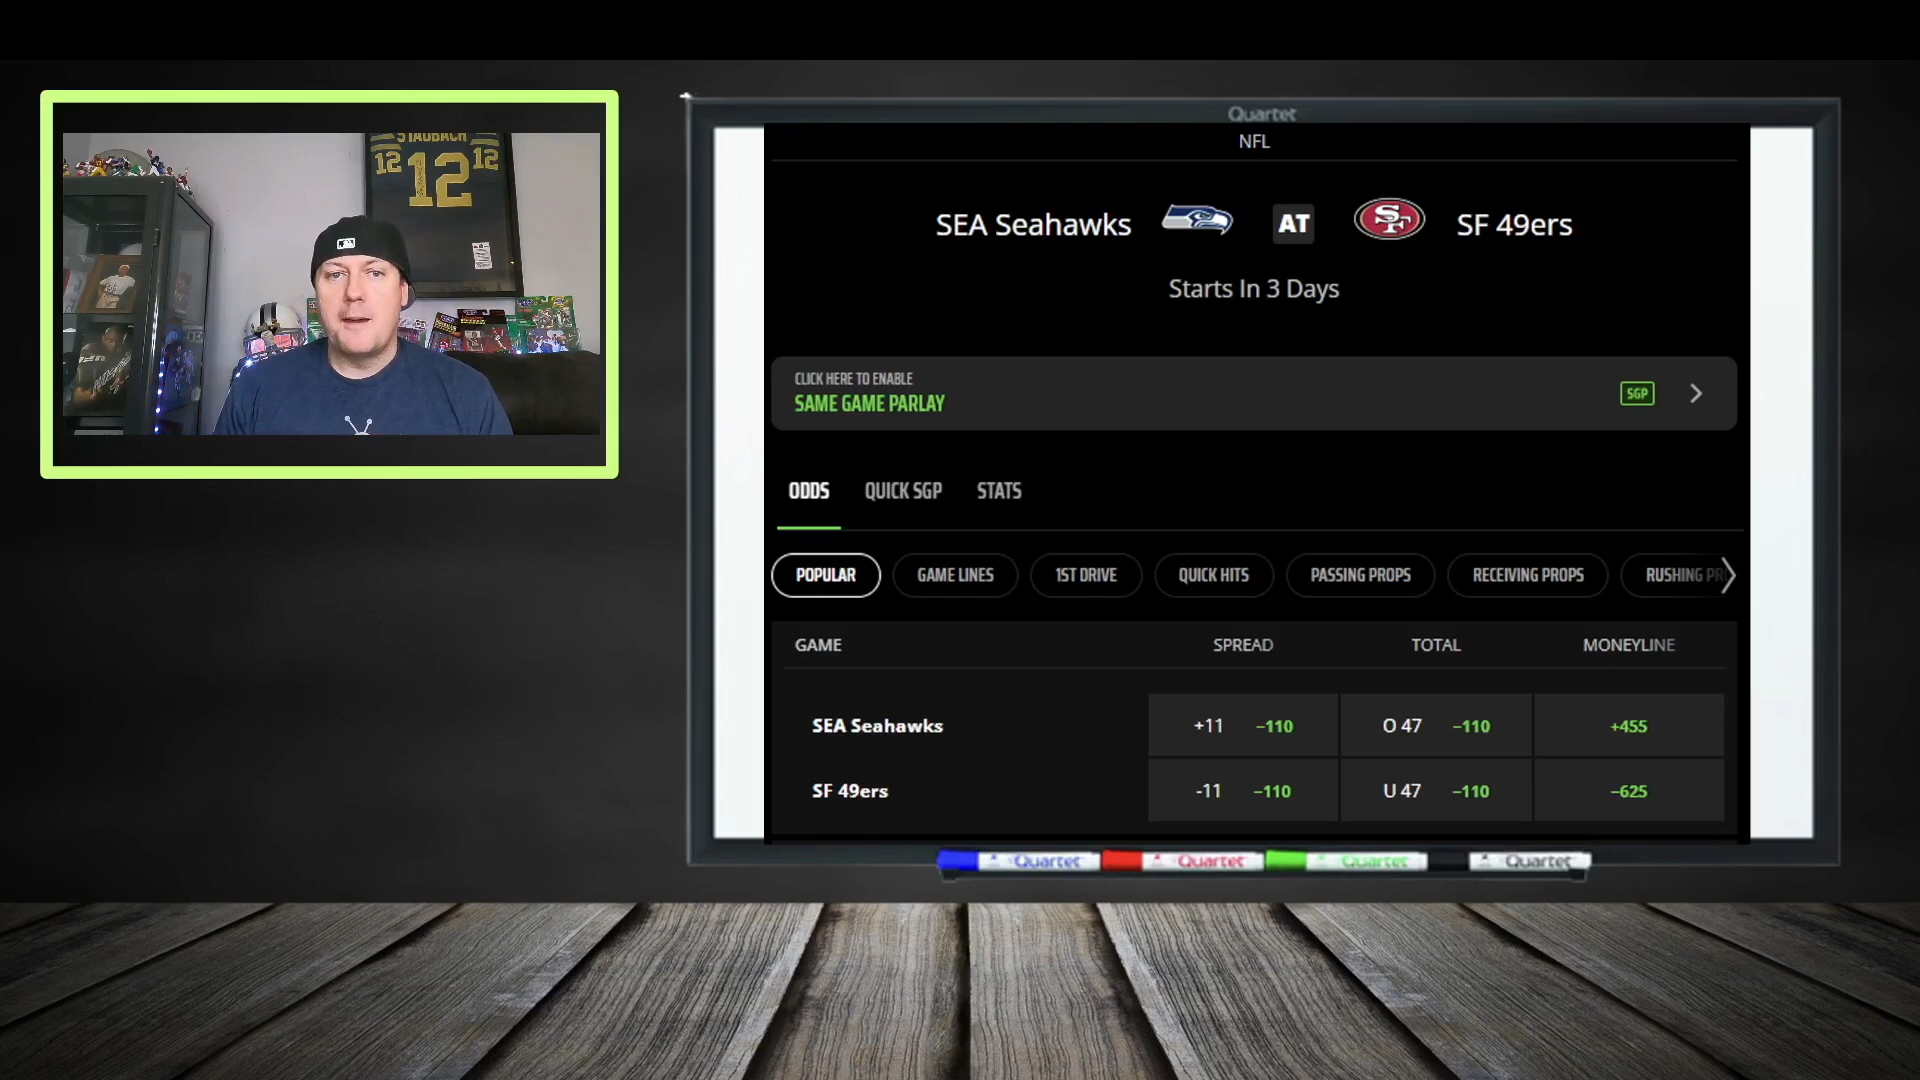 STAUBACH
12 12 12
Quartet
NFL
SEA Seahawks AT SF SF 49ers
Starts In 3 Days
CLICK HERE TO ENABLE
SAME GAME PARLAY SGP
ODDS QUICK SGP STATS
POPULAR GAME LINES 1ST DRIVE QUICK HITS PASSING PROPS RECEIVING PROPS RUSHING PR
GAME SPREAD TOTAL MONEYLINE
SEA Seahawks +11 −110 O 47 −110 +455
SF 49ers -11 −110 U 47 −110 −625
Quartet Quartet Quartet Quartet